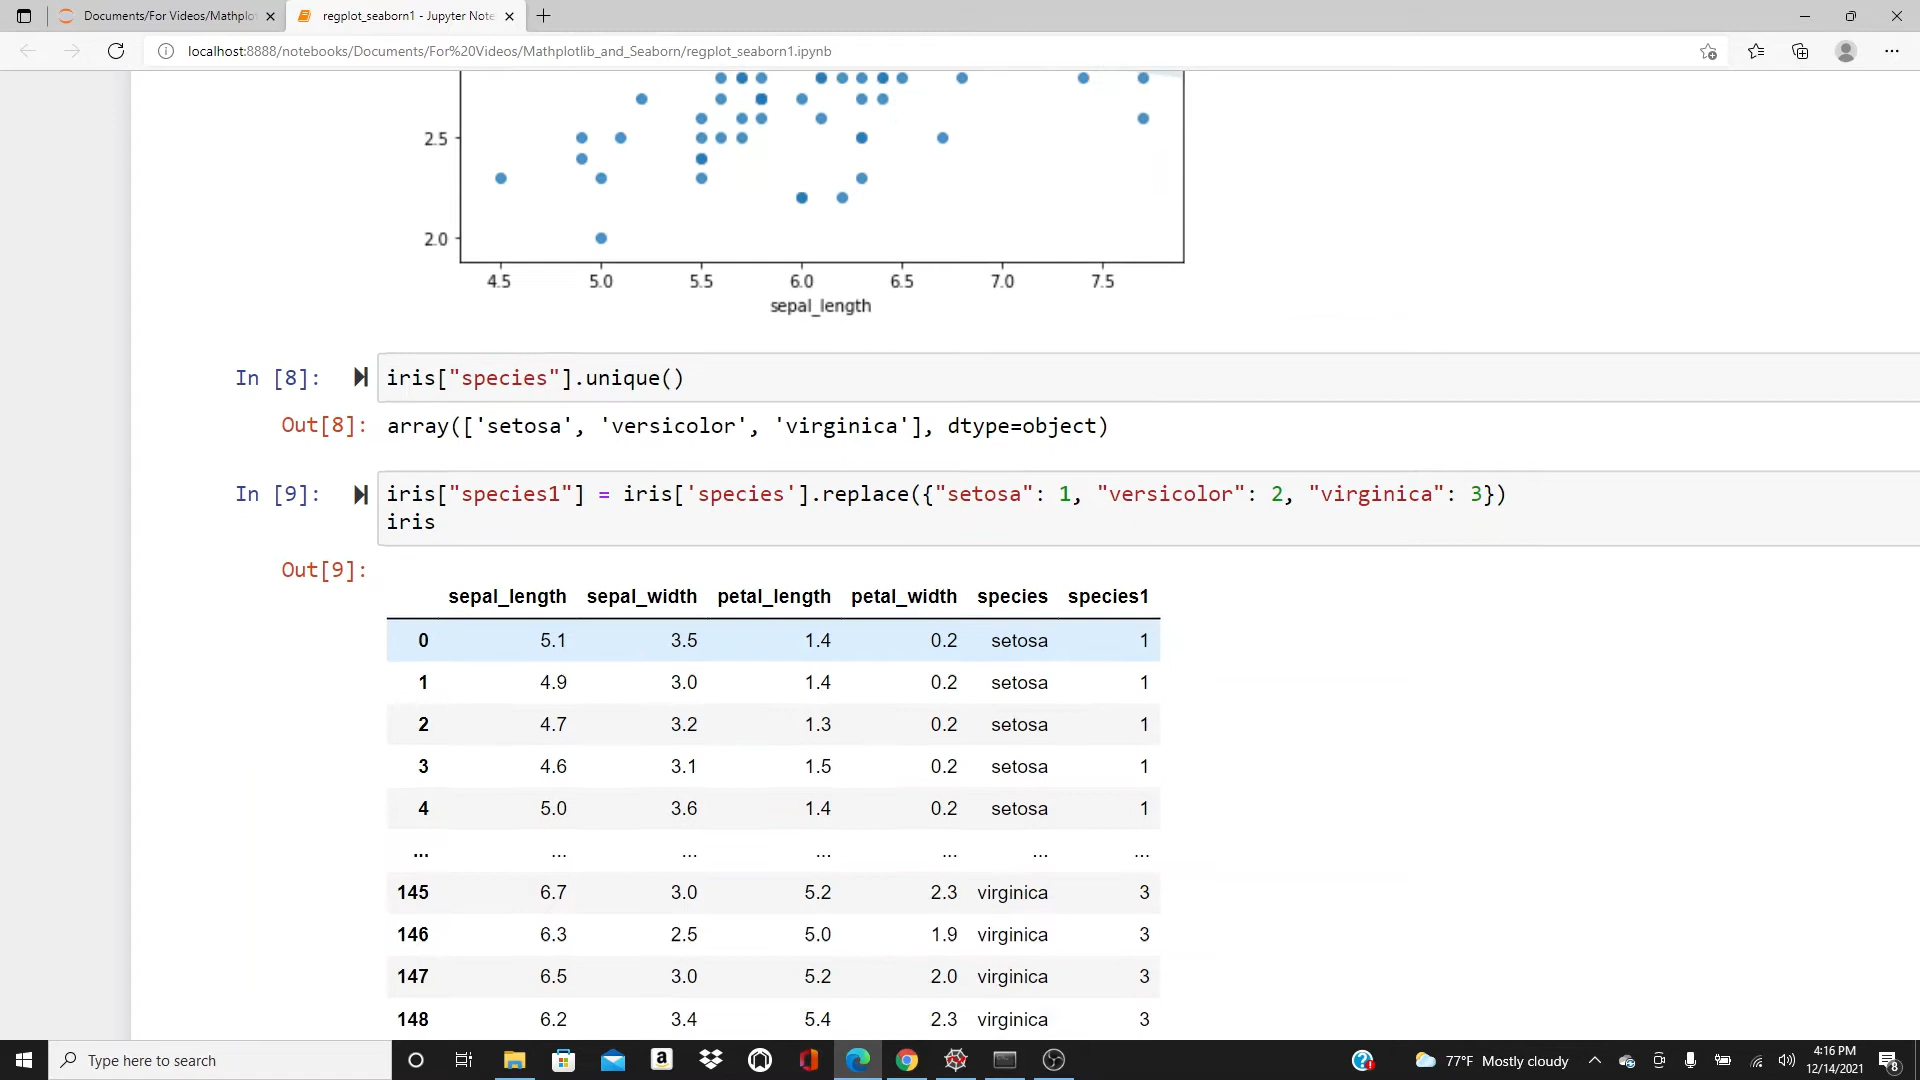 Documents/For Videos/Mathplo
regplot_seaborn1 - Jupyter Note
localhost:8888/notebooks/Documents/For%20Videos/Mathplotlib_and_Seaborn/regplot_seaborn1.ipynb
2.5
2.0
4.5 5.0 5.5 6.0 6.5 7.0 7.5
sepal_length
In [8]: iris["species"].unique()
Out[8]: array(['setosa', 'versicolor', 'virginica'], dtype=object)
In [9]: iris["species1"] = iris['species'].replace({"setosa": 1, "versicolor": 2, "virginica": 3})
iris
Out[9]:
sepal_length sepal_width petal_length petal_width species species1
0 5.1 3.5 1.4 0.2 setosa 1
1 4.9 3.0 1.4 0.2 setosa 1
2 4.7 3.2 1.3 0.2 setosa 1
3 4.6 3.1 1.5 0.2 setosa 1
4 5.0 3.6 1.4 0.2 setosa 1
... ... ... ... ... ... ...
145 6.7 3.0 5.2 2.3 virginica 3
146 6.3 2.5 5.0 1.9 virginica 3
147 6.5 3.0 5.2 2.0 virginica 3
148 6.2 3.4 5.4 2.3 virginica 3
Type here to search
77°F Mostly cloudy
4:16 PM
12/14/2021
8